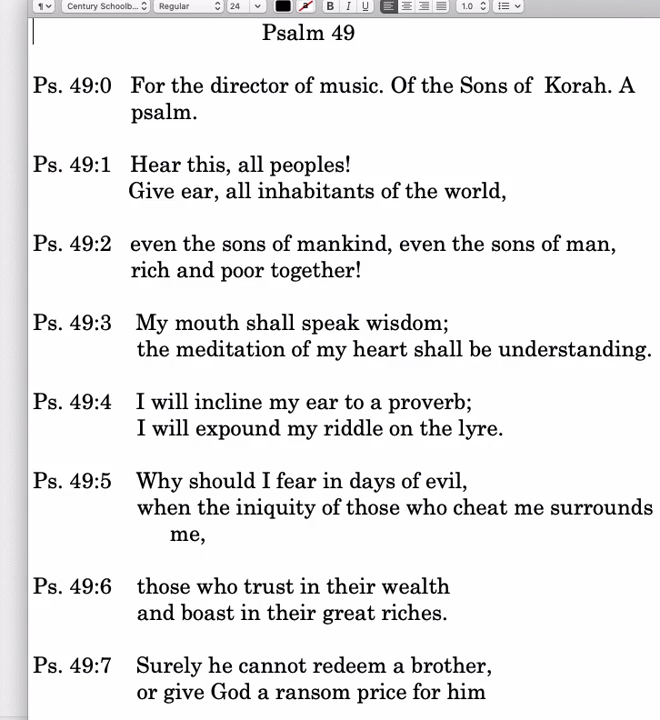 Century Schoolb... Regular 24 B I U 1.0
Psalm 49
Ps. 49:0 For the director of music. Of the Sons of Korah. A
psalm.
Ps. 49:1 Hear this, all peoples!
Give ear, all inhabitants of the world,
Ps. 49:2 even the sons of mankind, even the sons of man,
rich and poor together!
Ps. 49:3 My mouth shall speak wisdom;
the meditation of my heart shall be understanding.
Ps. 49:4 I will incline my ear to a proverb;
I will expound my riddle on the lyre.
Ps. 49:5 Why should I fear in days of evil,
when the iniquity of those who cheat me surrounds
me,
Ps. 49:6 those who trust in their wealth
and boast in their great riches.
Ps. 49:7 Surely he cannot redeem a brother,
or give God a ransom price for him